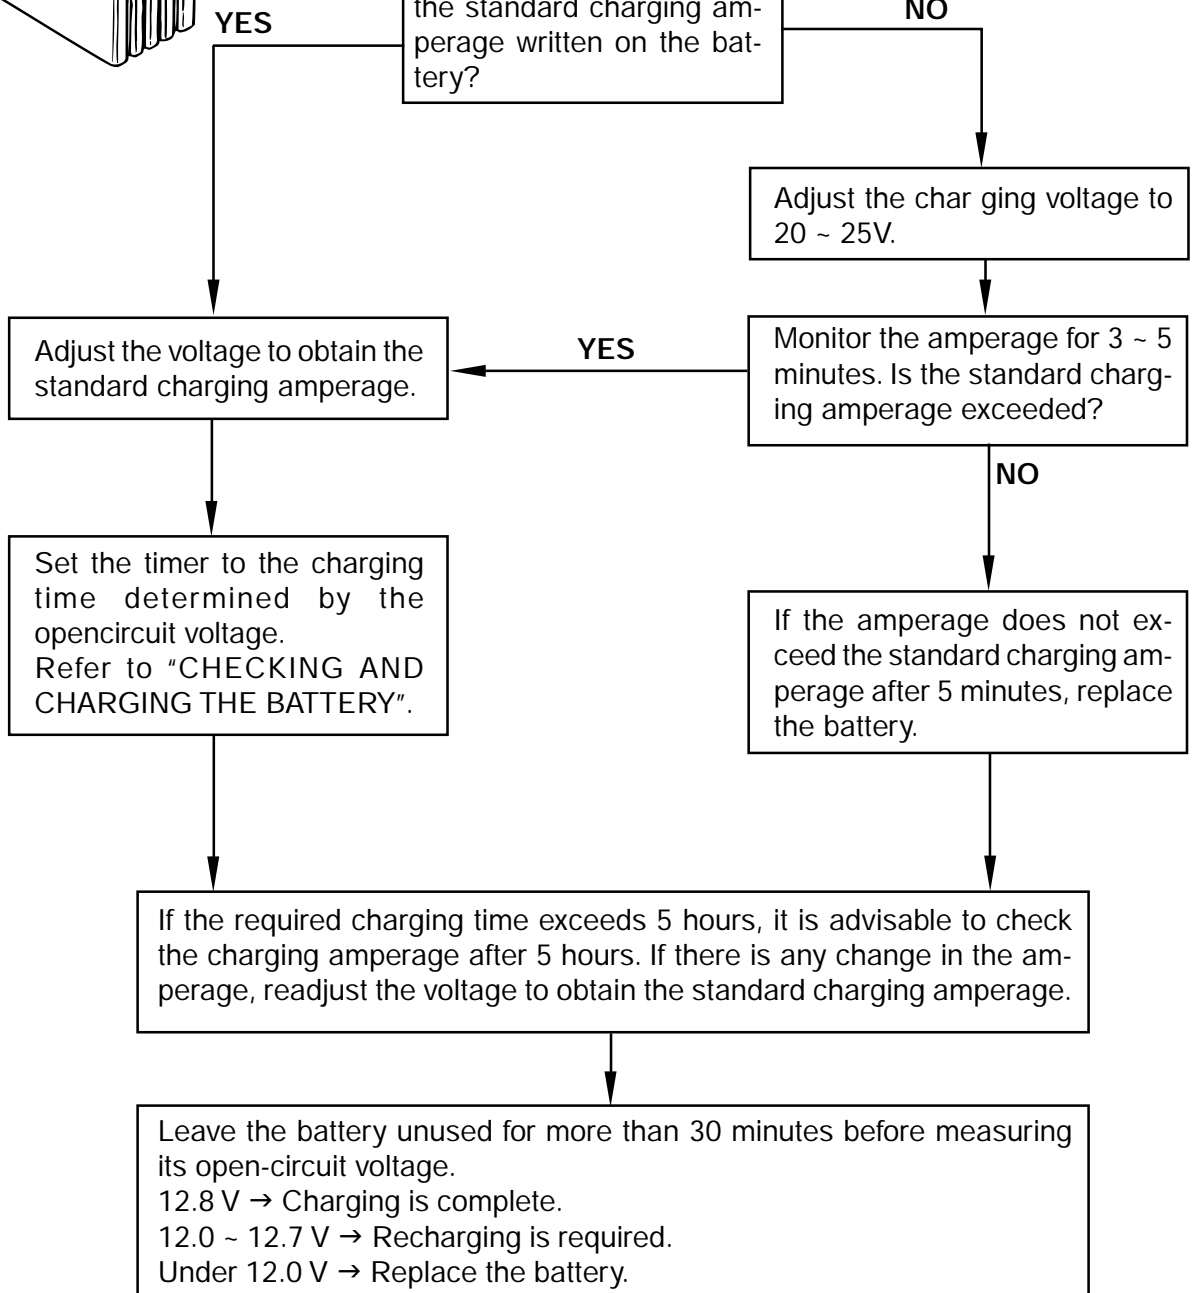 the standard charging am-
perage written on the bat-
tery?
YES
NO
Adjust the char ging voltage to
20 ~ 25V.
Monitor the amperage for 3 ~ 5
minutes. Is the standard charg-
ing amperage exceeded?
YES
Adjust the voltage to obtain the
standard charging amperage.
NO
Set the timer to the charging
time determined by the
opencircuit voltage.
Refer to “CHECKING AND
CHARGING THE BATTERY”.
If the amperage does not ex-
ceed the standard charging am-
perage after 5 minutes, replace
the battery.
If the required charging time exceeds 5 hours, it is advisable to check
the charging amperage after 5 hours. If there is any change in the am-
perage, readjust the voltage to obtain the standard charging amperage.
Leave the battery unused for more than 30 minutes before measuring
its open-circuit voltage.
12.8 V → Charging is complete.
12.0 ~ 12.7 V → Recharging is required.
Under 12.0 V → Replace the battery.